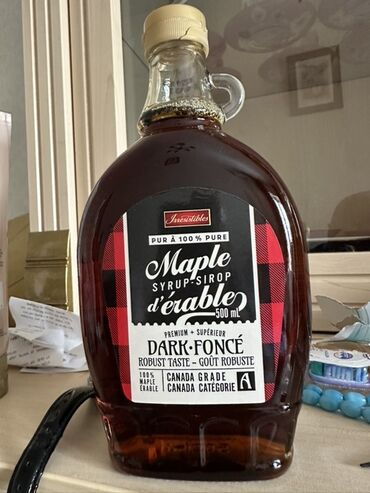 Irresistibles
PUR À 100% PURE
Maple
SYRUP-SIROP
d'érable
500 mL
PREMIUM + SUPÉRIEUR
DARK·FONCÉ
ROBUST TASTE – GOÛT ROBUSTE
100% MAPLE ÉRABLE
CANADA GRADE
CANADA CATÉGORIE
A